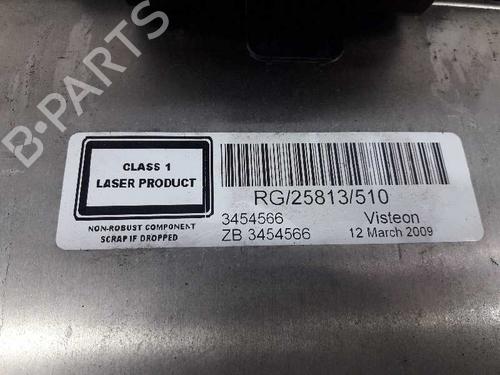 B-PARTS
CLASS 1
LASER PRODUCT
NON-ROBUST COMPONENT
SCRAP IF DROPPED
RG/25813/510
3454566 Visteon
ZB 3454566 12 March 2009